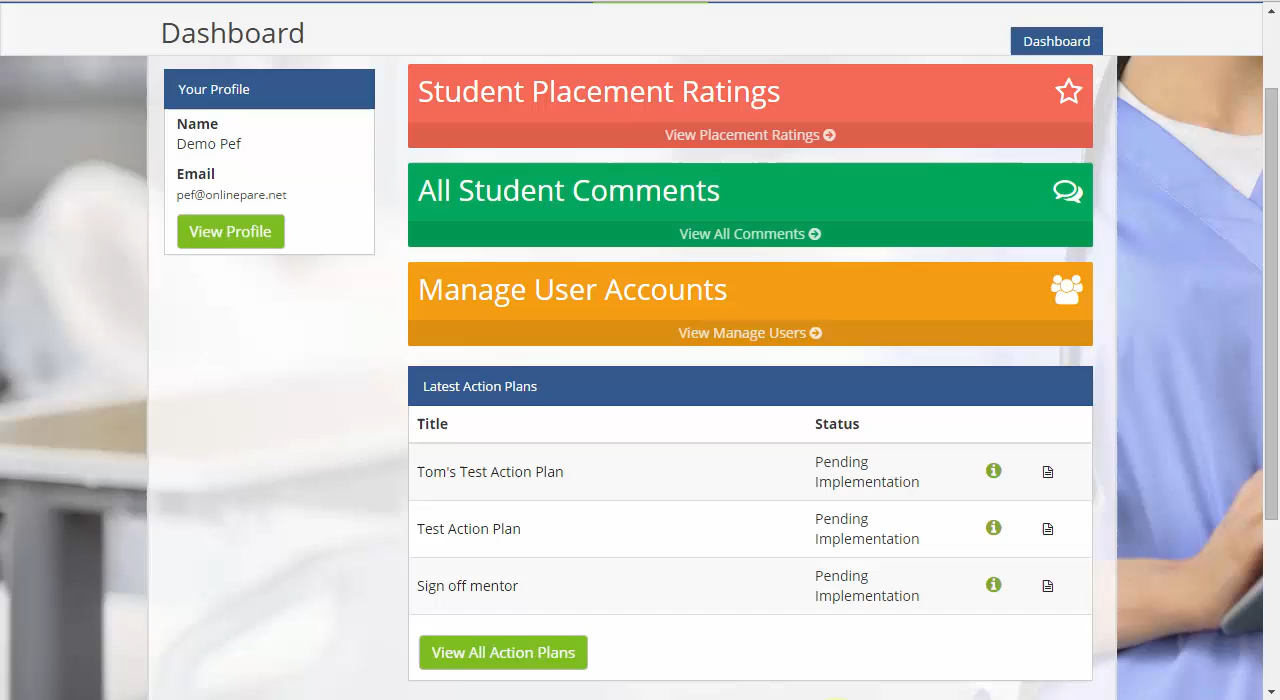 Dashboard
Dashboard
Your Profile
Name
Demo Pef
Email
pef@onlinepare.net
View Profile
Student Placement Ratings
View Placement Ratings
All Student Comments
View All Comments
Manage User Accounts
View Manage Users
Latest Action Plans
Title Status
Tom's Test Action Plan Pending
Implementation
Test Action Plan Pending
Implementation
Sign off mentor Pending
Implementation
View All Action Plans